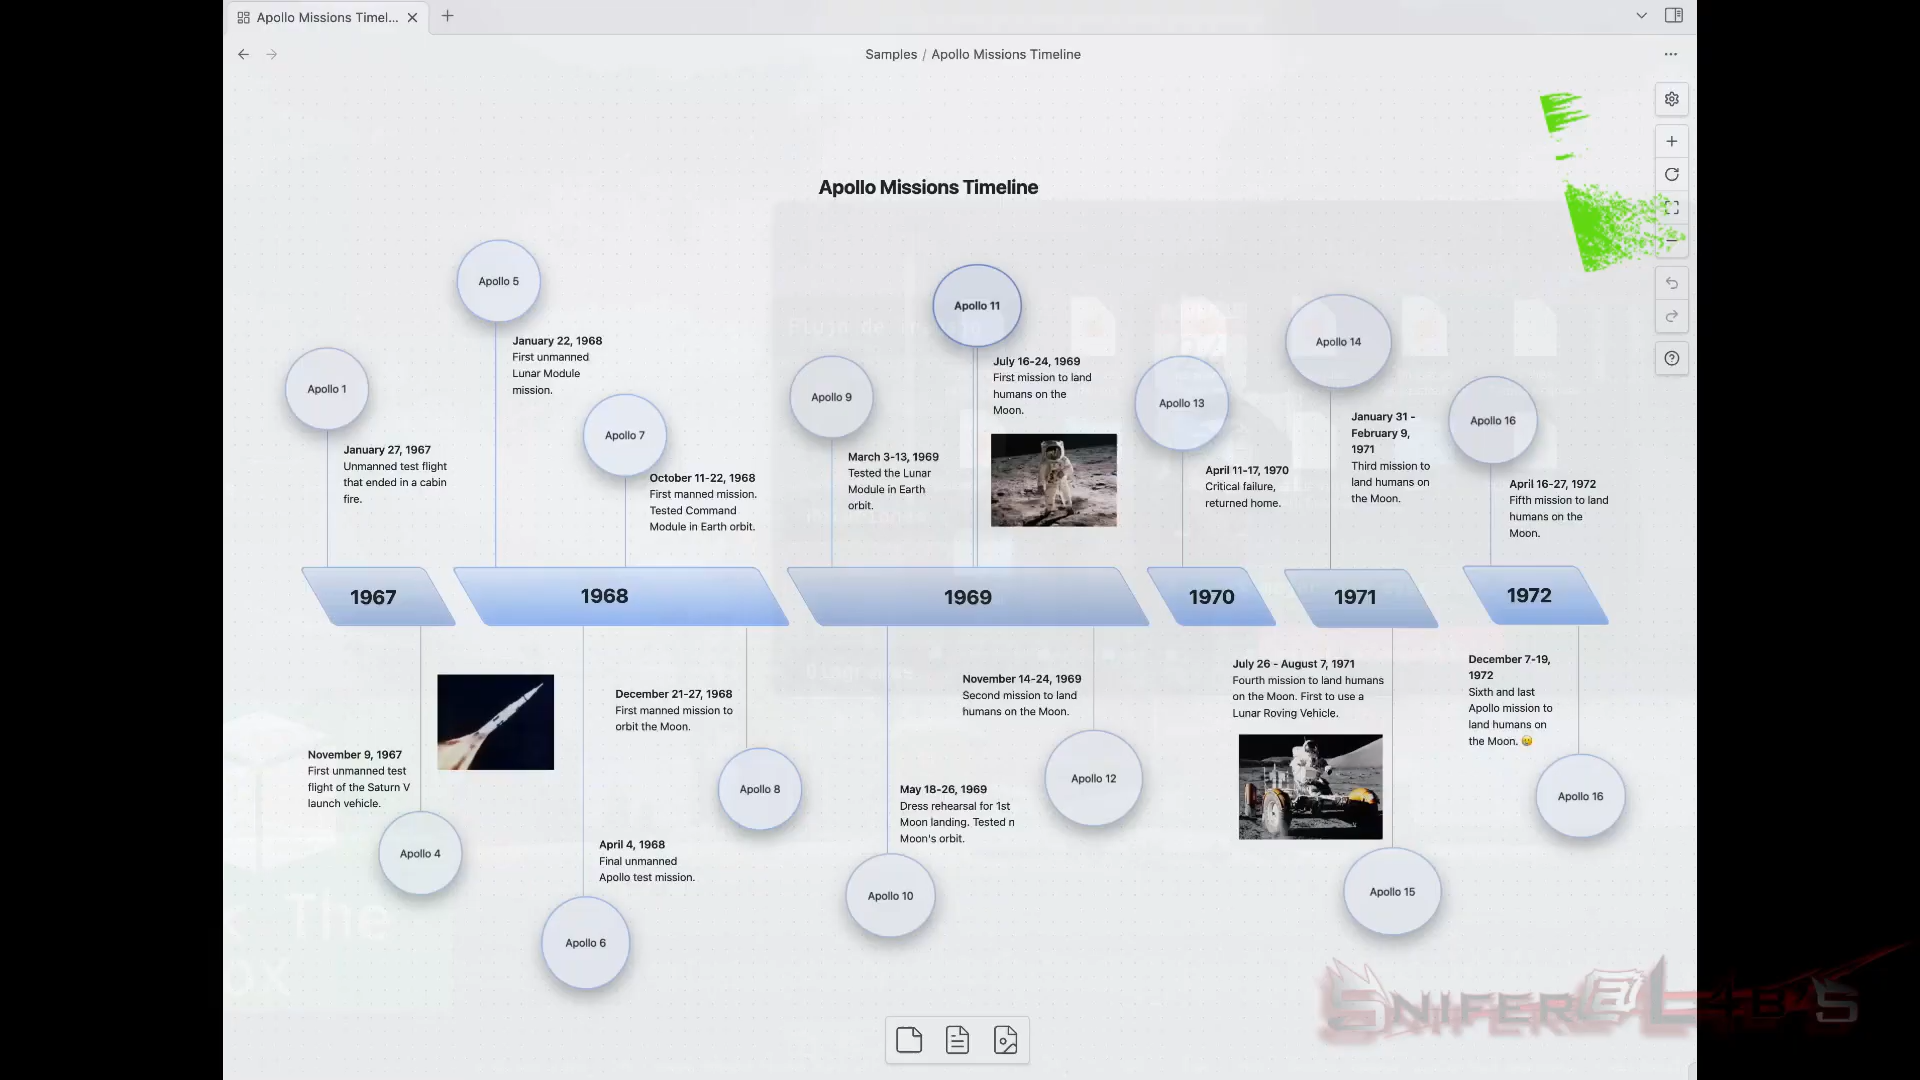 Apollo Missions Timel...
Samples / Apollo Missions Timeline
Apollo Missions Timeline
Apollo 5
January 22, 1968
First unmanned
Lunar Module
mission.
Apollo 1
January 27, 1967
Unmanned test flight
that ended in a cabin
fire.
Apollo 7
October 11-22, 1968
First manned mission.
Tested Command
Module in Earth orbit.
Apollo 9
March 3-13, 1969
Tested the Lunar
Module in Earth
orbit.
Apollo 11
July 16-24, 1969
First mission to land
humans on the
Moon.
Apollo 13
April 11-17, 1970
Critical failure,
returned home.
Apollo 14
January 31 -
February 9,
1971
Third mission to
land humans on
the Moon.
Apollo 16
April 16-27, 1972
Fifth mission to land
humans on the
Moon.
1967
1968
1969
1970
1971
1972
November 9, 1967
First unmanned test
flight of the Saturn V
launch vehicle.
Apollo 4
April 4, 1968
Final unmanned
Apollo test mission.
Apollo 6
December 21-27, 1968
First manned mission to
orbit the Moon.
Apollo 8
May 18-26, 1969
Dress rehearsal for 1st
Moon landing. Tested n
Moon's orbit.
Apollo 10
November 14-24, 1969
Second mission to land
humans on the Moon.
Apollo 12
July 26 - August 7, 1971
Fourth mission to land humans
on the Moon. First to use a
Lunar Roving Vehicle.
Apollo 15
December 7-19,
1972
Sixth and last
Apollo mission to
land humans on
the Moon. 😢
Apollo 16
The
SNIFER@L4B'S